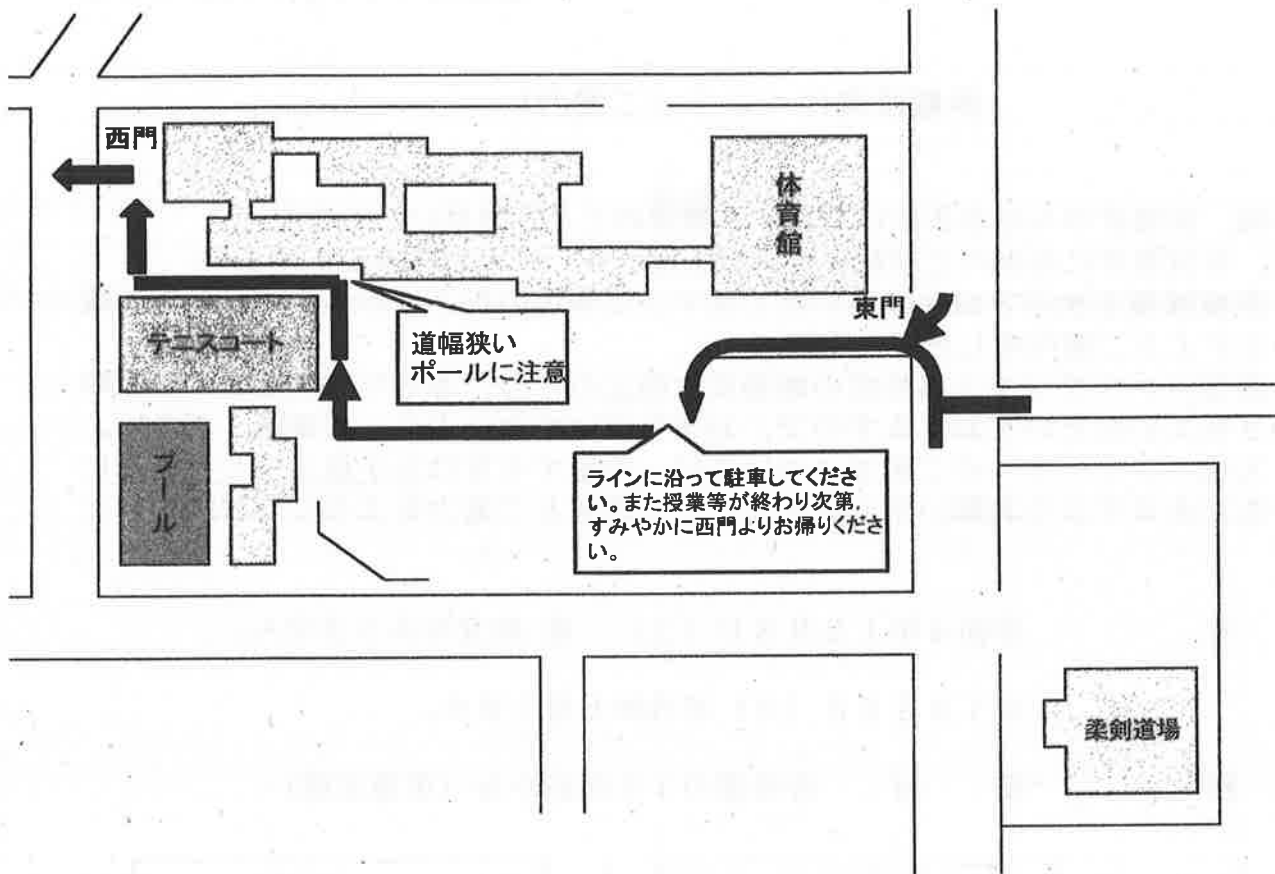 西門
体育館
東門
テニスコート
道幅狭い
ポールに注意
プール
ラインに沿って駐車してくださ
い。また授業等が終わり次第,
すみやかに西門よりお帰りくださ
い。
柔剣道場